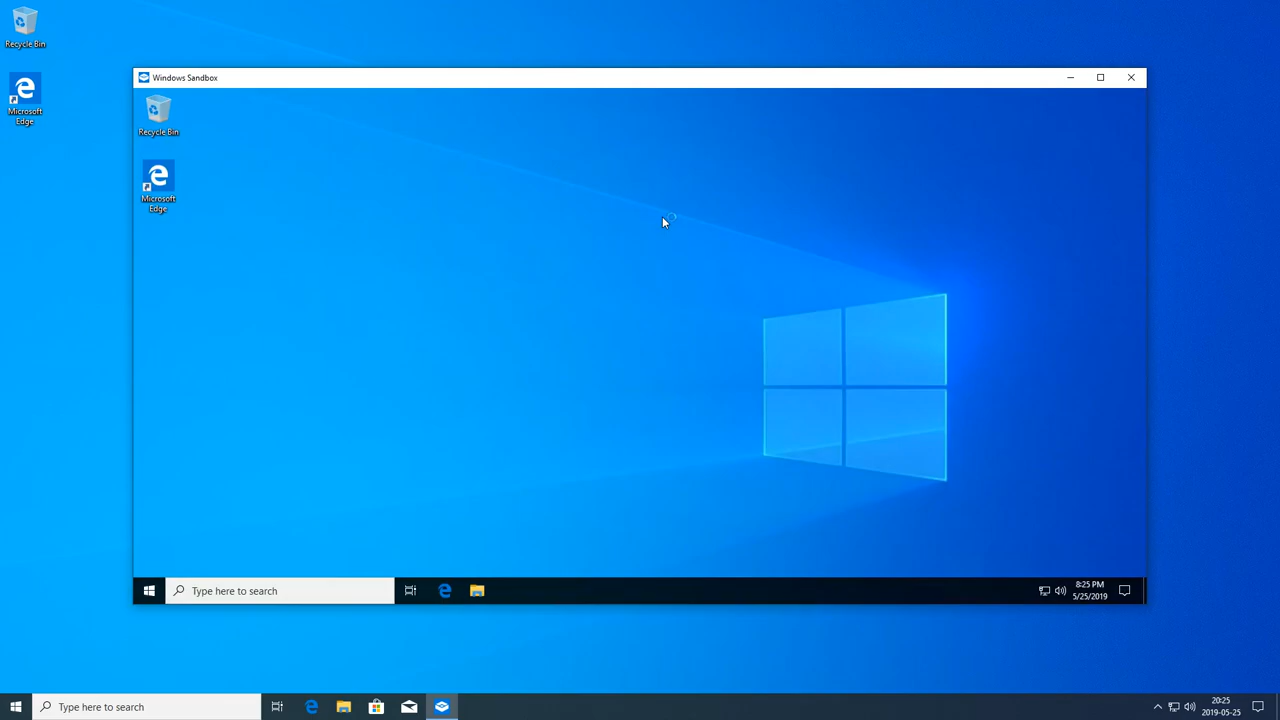 Recycle Bin
Microsoft
Edge
Windows Sandbox
Recycle Bin
Microsoft
Edge
Type here to search
8:25 PM
5/25/2019
Type here to search
20:25
2019-05-25